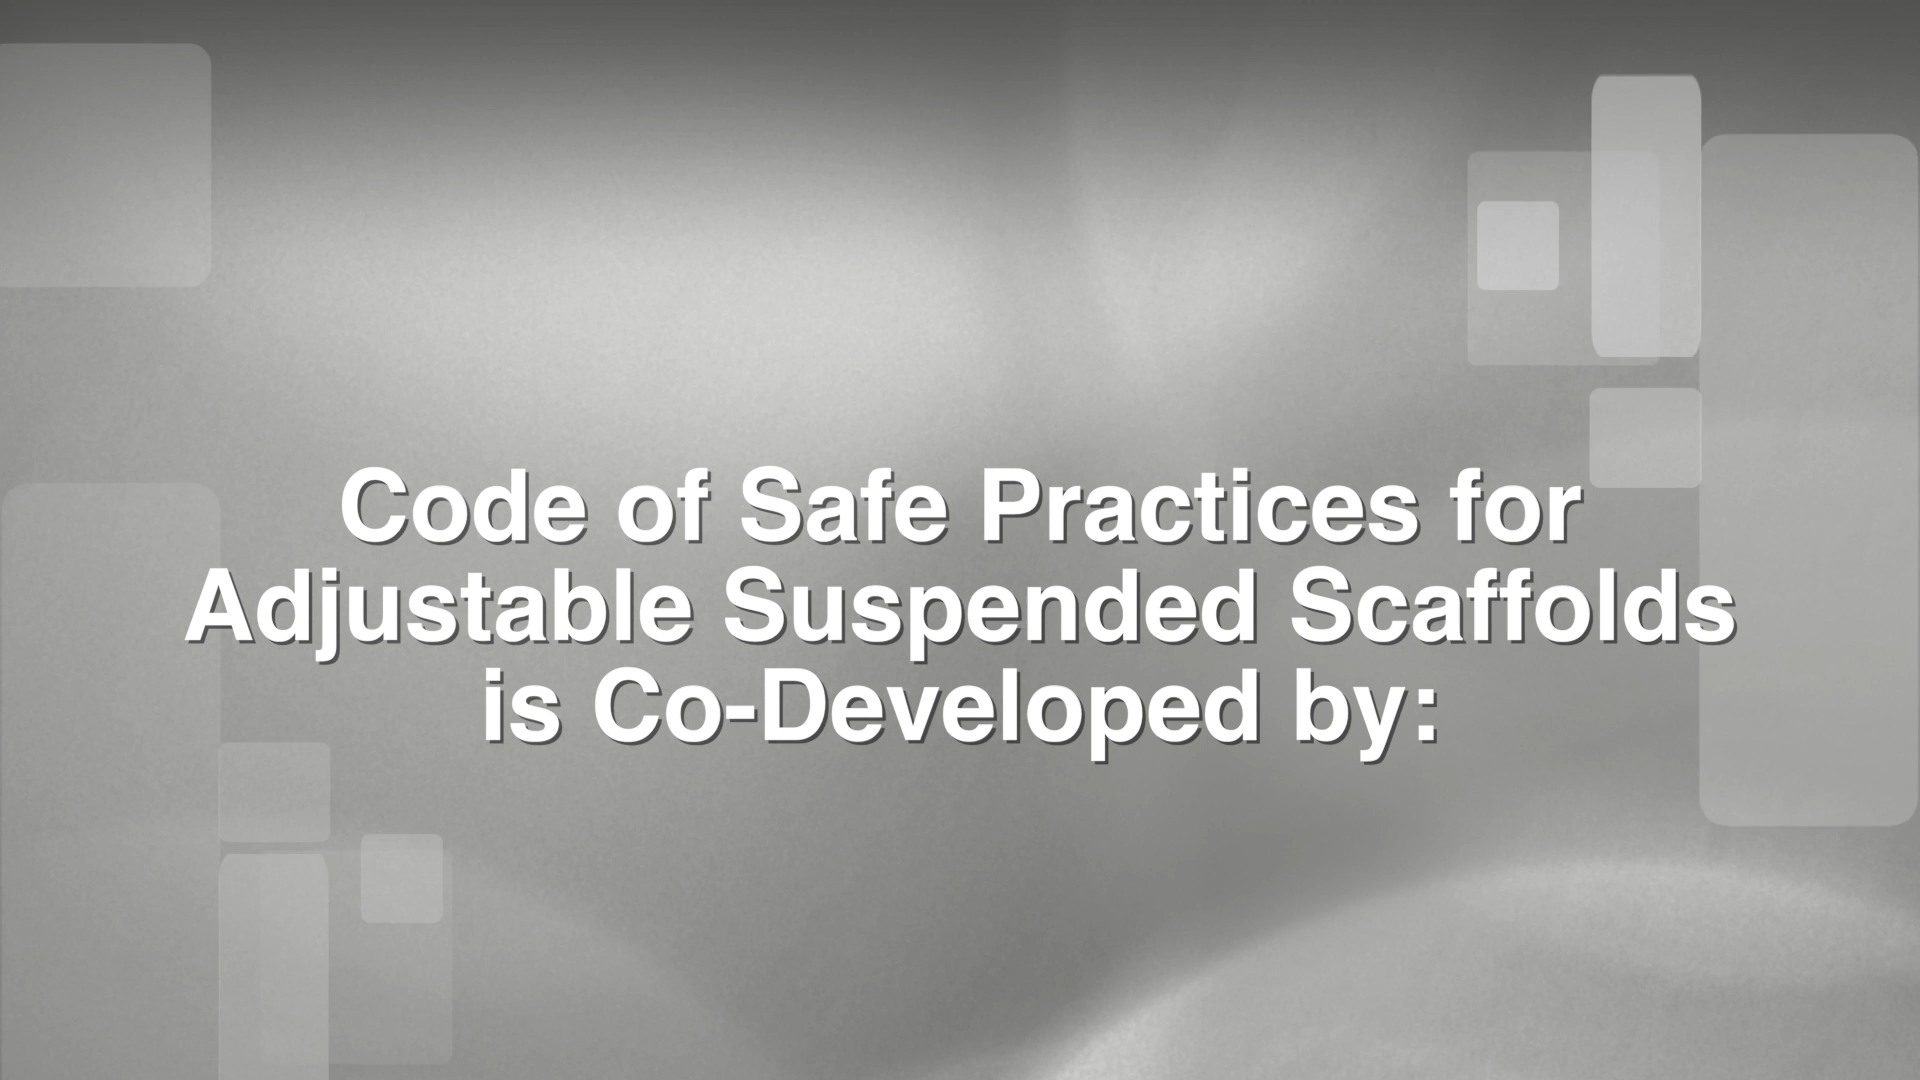 Code of Safe Practices for
Adjustable Suspended Scaffolds
is Co-Developed by: